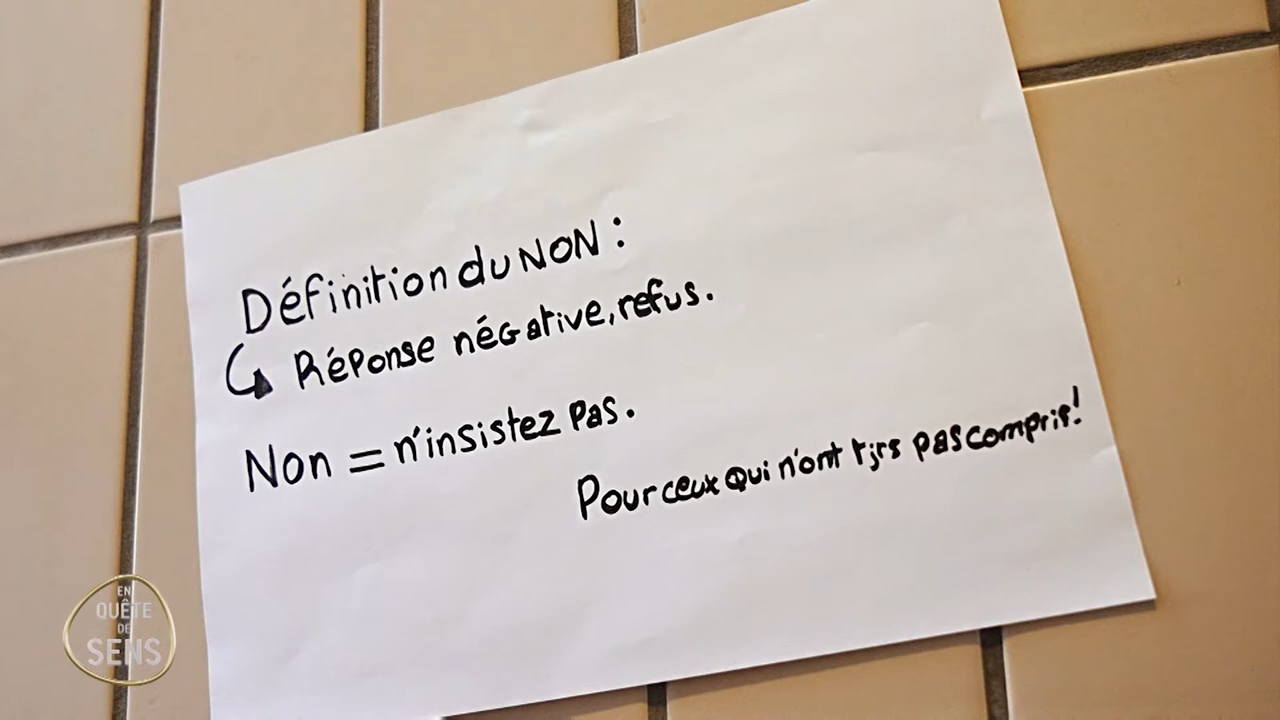 Définition du NON :
↳ Réponse négative, refus.
Non = n'insistez pas.
Pour ceux qui n'ont tjrs pas compris!
EN
QUÊTE
DE
SENS